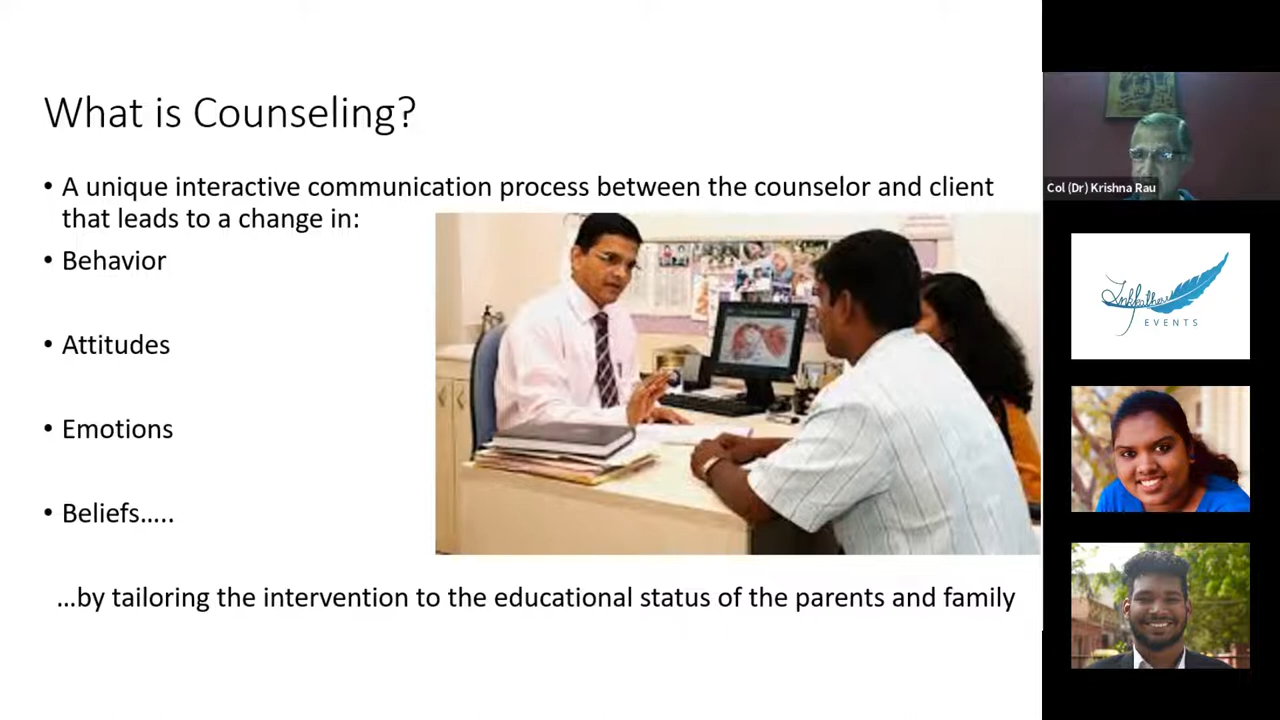 What is Counseling?
• A unique interactive communication process between the counselor and client
that leads to a change in:
• Behavior
• Attitudes
• Emotions
• Beliefs.....
...by tailoring the intervention to the educational status of the parents and family
Col (Dr) Krishna Rau
Inkfeather
EVENTS